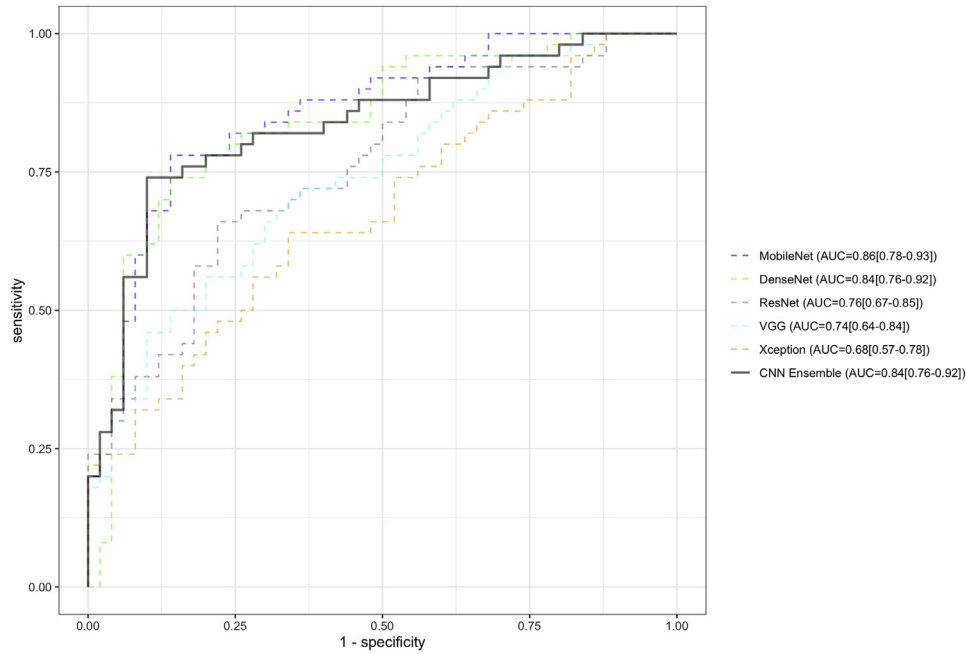 1.00
0.75
0.50
0.25
0.00
sensitivity
0.00 0.25 0.50 0.75 1.00
1 - specificity
MobileNet (AUC=0.86[0.78-0.93])
DenseNet (AUC=0.84[0.76-0.92])
ResNet (AUC=0.76[0.67-0.85])
VGG (AUC=0.74[0.64-0.84])
Xception (AUC=0.68[0.57-0.78])
CNN Ensemble (AUC=0.84[0.76-0.92])